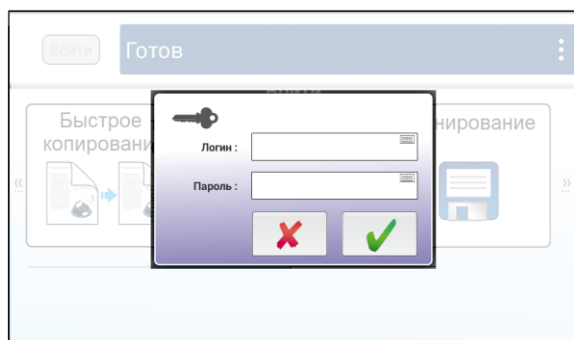 Войти
Готов
Быстрое
копировани
нирование
Логин :
Пароль :